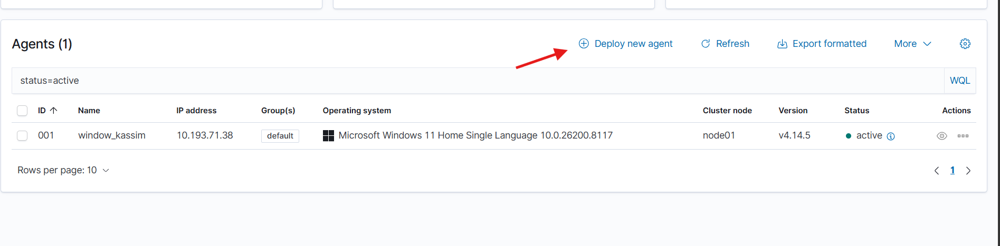 Agents (1)
Deploy new agent
Refresh
Export formatted
More
status=active
WQL
ID Name IP address Group(s) Operating system Cluster node Version Status Actions
001 window_kassim 10.193.71.38 default Microsoft Windows 11 Home Single Language 10.0.26200.8117 node01 v4.14.5 active
Rows per page: 10
1